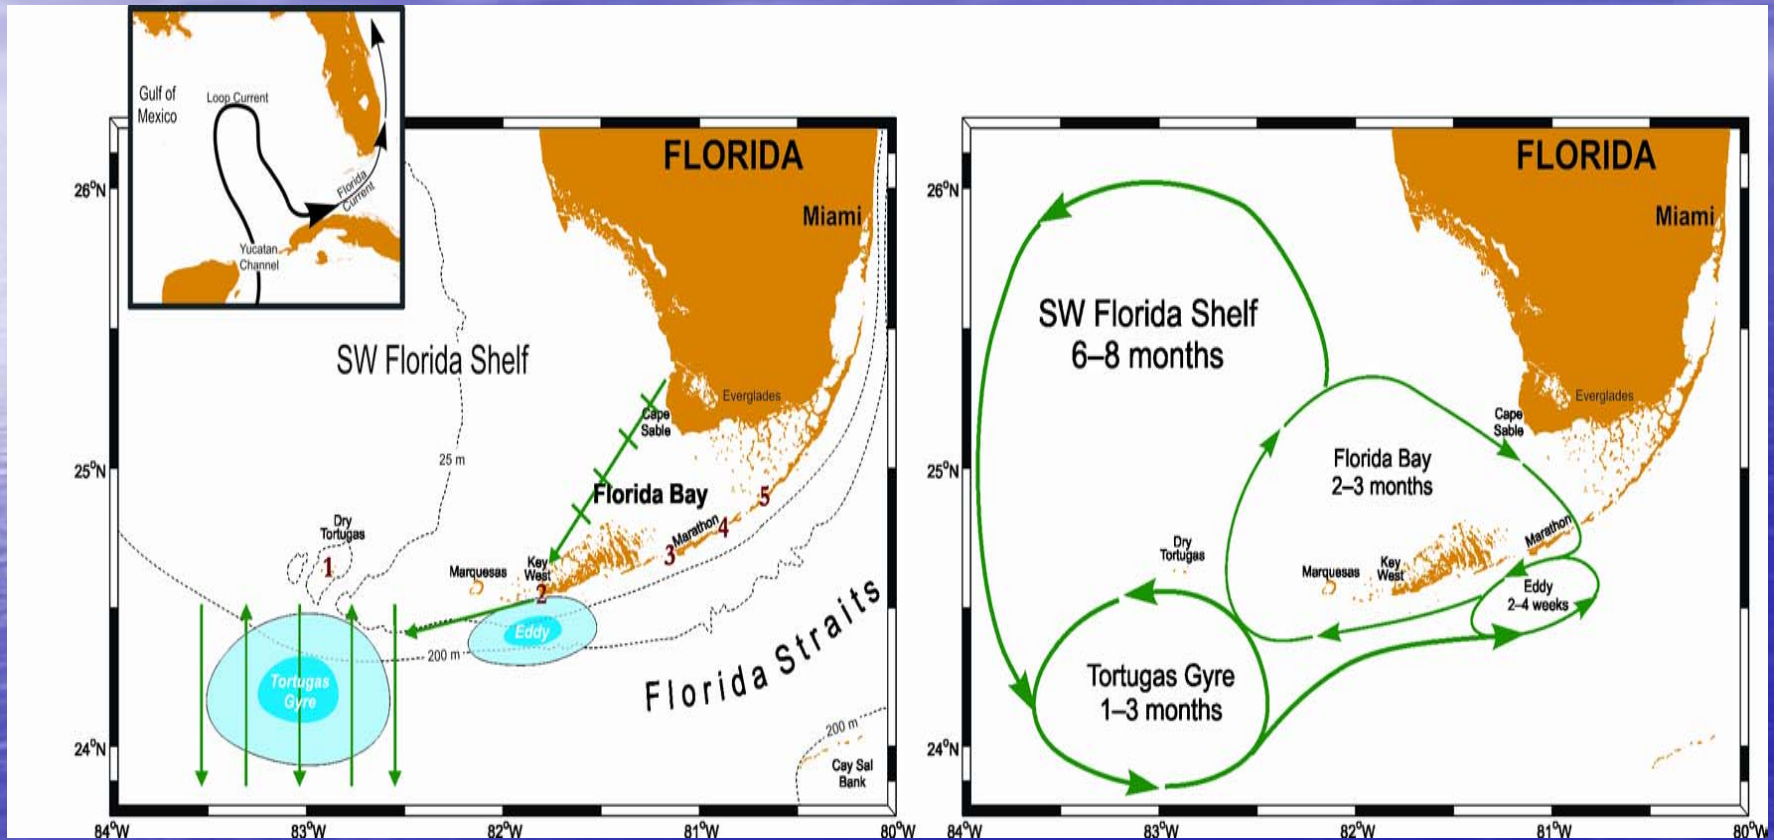 Gulf of
Mexico
Loop Current
Florida
Current
Yucatan
Channel
FLORIDA
Miami
26°N
SW Florida Shelf
Everglades
Cape
Sable
25 m
25°N
Florida Bay
5
Dry
Tortugas
1
Marathon
4
3
Marquesas
Key
West
2
Eddy
200 m
Florida Straits
Tortugas
Gyre
24°N
200 m
Cay Sal
Bank
84°W
83°W
82°W
81°W
80°W
FLORIDA
Miami
26°N
SW Florida Shelf
6–8 months
Everglades
Cape
Sable
25°N
Florida Bay
2–3 months
Marathon
Dry
Tortugas
Marquesas
Key
West
Eddy
2–4 weeks
Tortugas Gyre
1–3 months
24°N
84°W
83°W
82°W
81°W
80°W